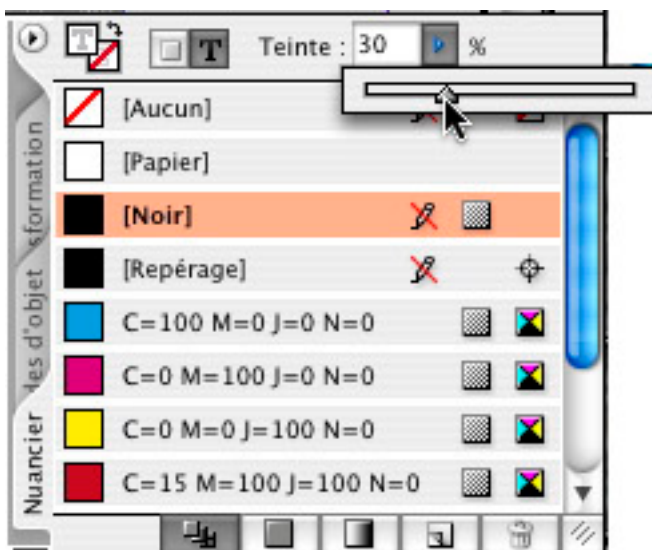 T T Teinte : 30 %
[Aucun]
[Papier]
[Noir]
[Repérage]
C=100 M=0 J=0 N=0
C=0 M=100 J=0 N=0
C=0 M=0 J=100 N=0
C=15 M=100 J=100 N=0
sformation
les d'objet
Nuancier